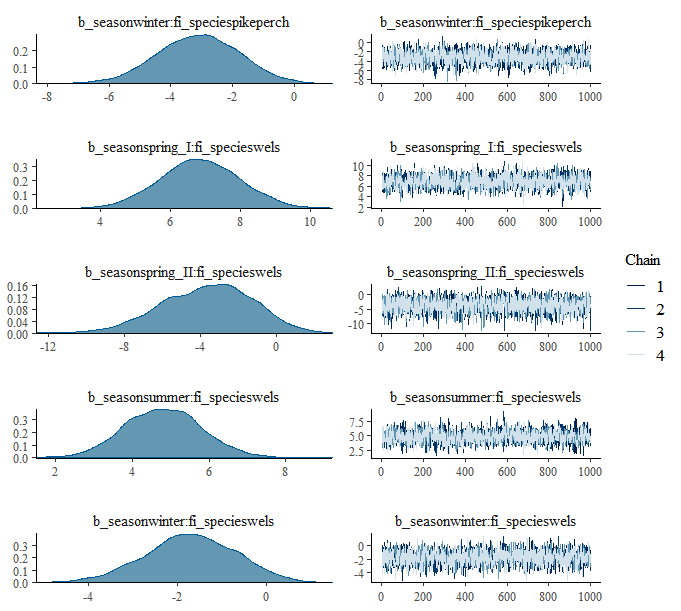 b_seasonwinter:fi_speciespikeperch
0.2
0.1
0.0
-8 -6 -4 -2 0
b_seasonwinter:fi_speciespikeperch
0
-2
-4
-6
-8
0 200 400 600 800 1000
b_seasonspring_I:fi_specieswels
0.3
0.2
0.1
0.0
4 6 8 10
b_seasonspring_I:fi_specieswels
10
8
6
4
2
0 200 400 600 800 1000
b_seasonspring_II:fi_specieswels
0.16
0.12
0.08
0.04
0.00
-12 -8 -4 0
b_seasonspring_II:fi_specieswels
0
-5
-10
0 200 400 600 800 1000
b_seasonsummer:fi_specieswels
0.3
0.2
0.1
0.0
2 4 6 8
b_seasonsummer:fi_specieswels
7.5
5.0
2.5
0 200 400 600 800 1000
b_seasonwinter:fi_specieswels
0.3
0.2
0.1
0.0
-4 -2 0
b_seasonwinter:fi_specieswels
0
-2
-4
0 200 400 600 800 1000
Chain
1
2
3
4